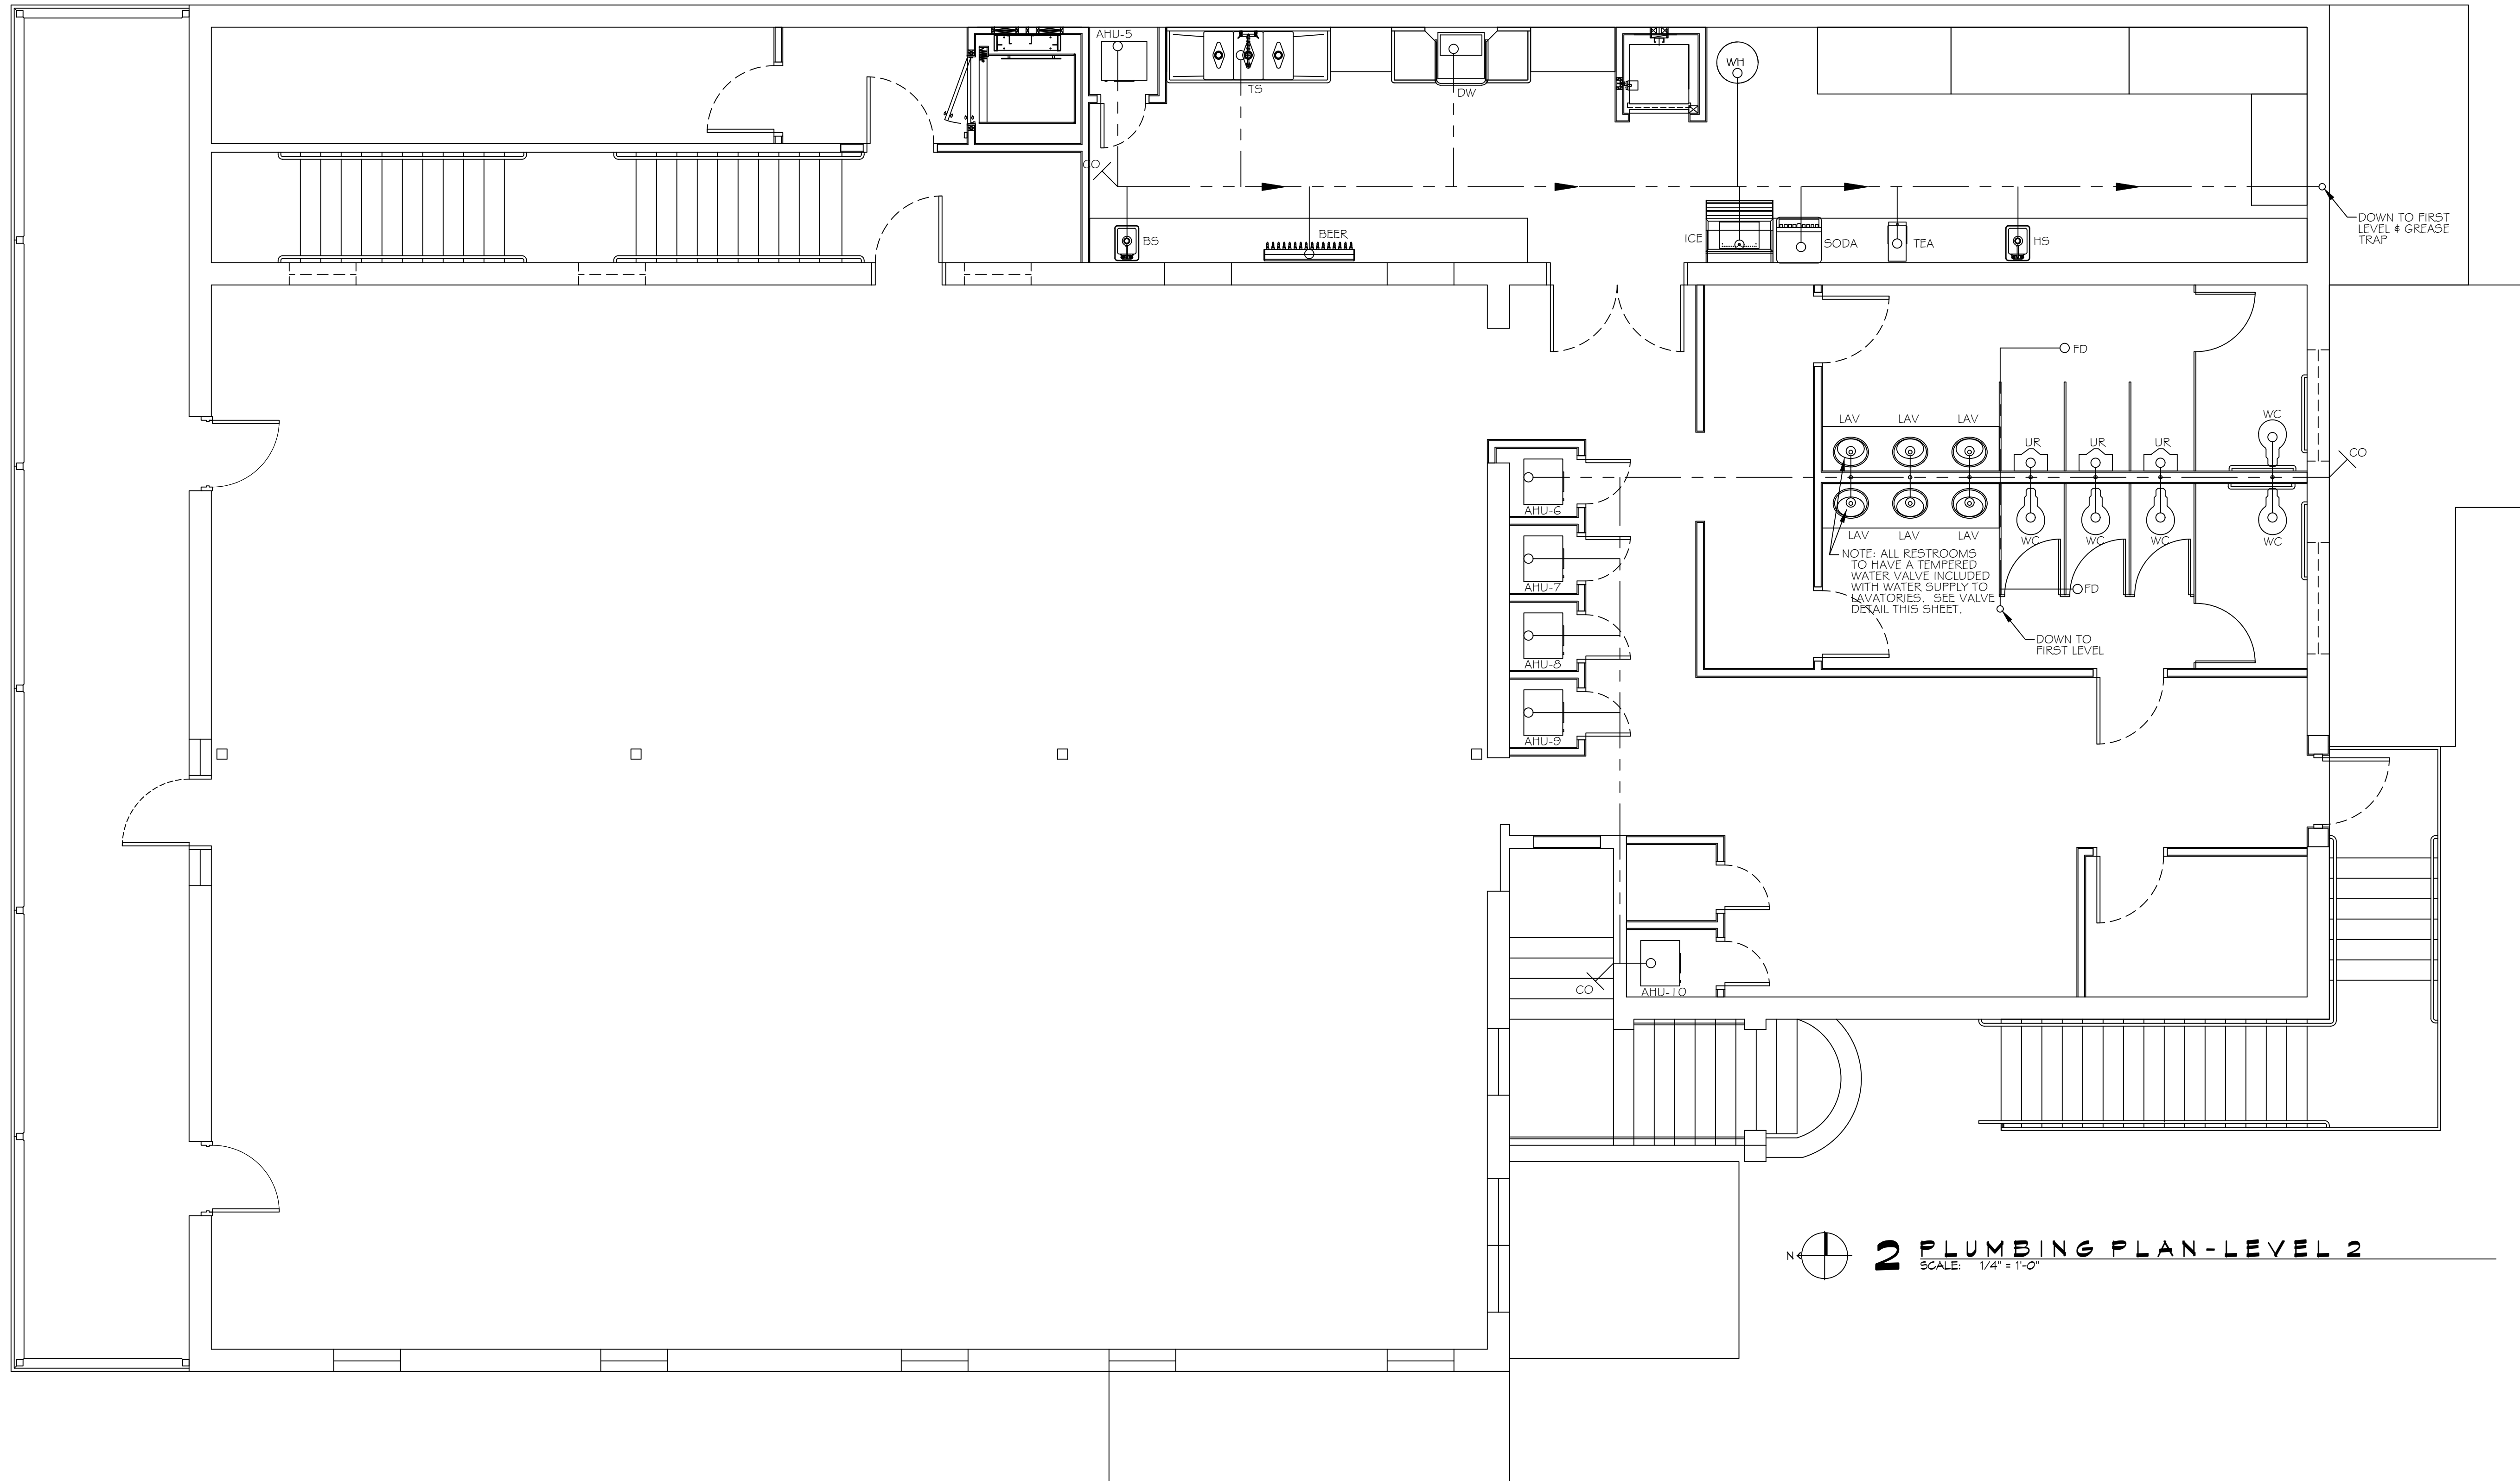 AHU-5
TS
DW
WH
CO
BS
BEER
ICE
SODA
TEA
HS
DOWN TO FIRST
LEVEL & GREASE
TRAP
FD
LAV
LAV
LAV
UR
UR
UR
WC
CO
AHU-6
LAV
LAV
LAV
WC
WC
WC
WC
NOTE: ALL RESTROOMS
TO HAVE A TEMPERED
WATER VALVE INCLUDED
WITH WATER SUPPLY TO
LAVATORIES. SEE VALVE
DETAIL THIS SHEET.
FD
AHU-7
DOWN TO
FIRST LEVEL
AHU-8
AHU-9
CO
AHU-10
N
2 PLUMBING PLAN-LEVEL 2
SCALE: 1/4" = 1'-0"